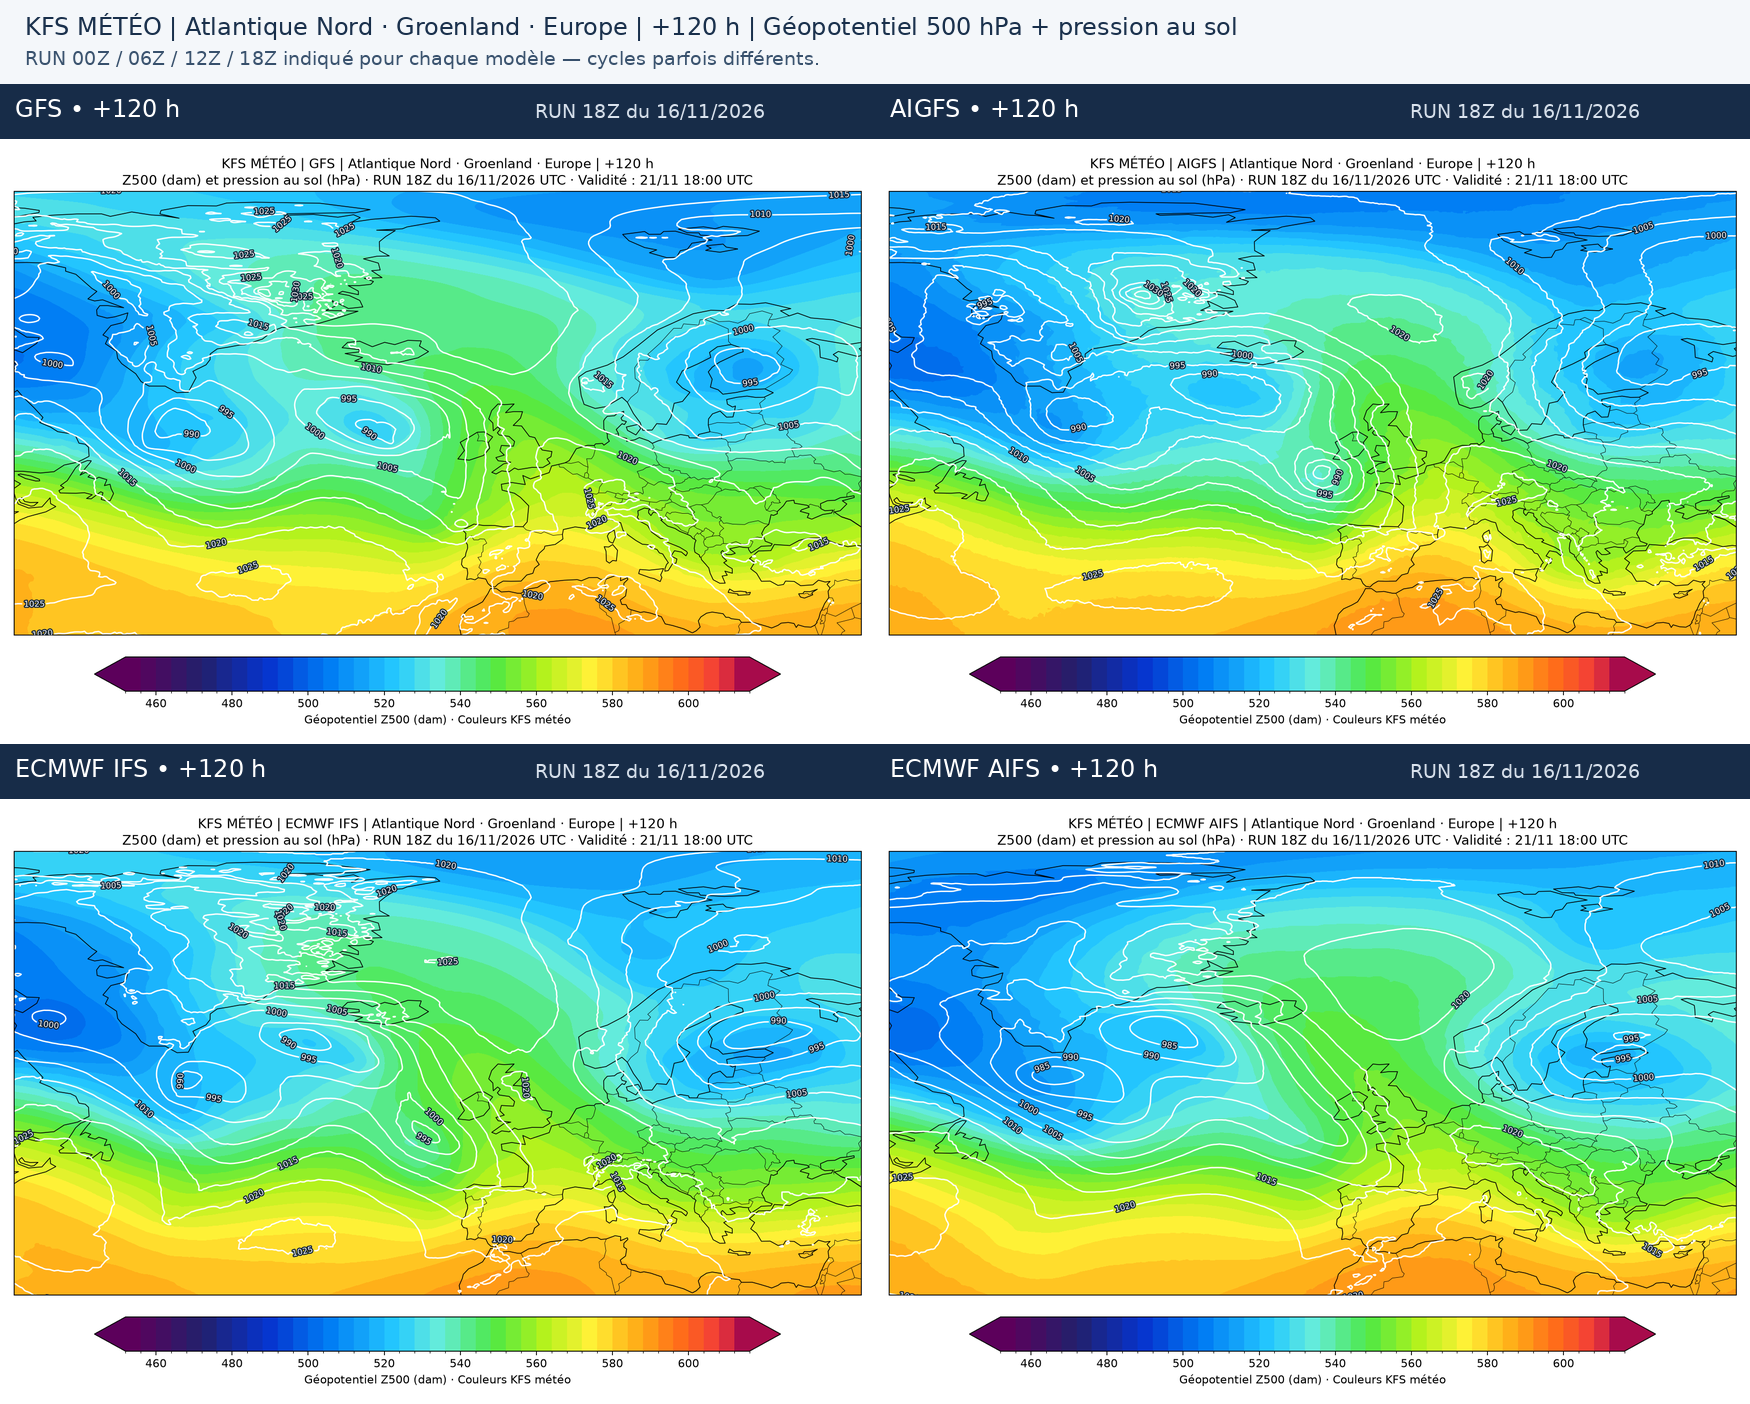 KFS MÉTÉO | Atlantique Nord · Groenland · Europe | +120 h | Géopotentiel 500 hPa + pression au sol
RUN 00Z / 06Z / 12Z / 18Z indiqué pour chaque modèle — cycles parfois différents.
GFS • +120 h
RUN 18Z du 16/11/2026
AIGFS • +120 h
RUN 18Z du 16/11/2026
KFS MÉTÉO | GFS | Atlantique Nord · Groenland · Europe | +120 h
Z500 (dam) et pression au sol (hPa) · RUN 18Z du 16/11/2026 UTC · Validité : 21/11 18:00 UTC
KFS MÉTÉO | AIGFS | Atlantique Nord · Groenland · Europe | +120 h
Z500 (dam) et pression au sol (hPa) · RUN 18Z du 16/11/2026 UTC · Validité : 21/11 18:00 UTC
460 480 500 520 540 560 580 600
Géopotentiel Z500 (dam) · Couleurs KFS météo
460 480 500 520 540 560 580 600
Géopotentiel Z500 (dam) · Couleurs KFS météo
ECMWF IFS • +120 h
RUN 18Z du 16/11/2026
ECMWF AIFS • +120 h
RUN 18Z du 16/11/2026
KFS MÉTÉO | ECMWF IFS | Atlantique Nord · Groenland · Europe | +120 h
Z500 (dam) et pression au sol (hPa) · RUN 18Z du 16/11/2026 UTC · Validité : 21/11 18:00 UTC
KFS MÉTÉO | ECMWF AIFS | Atlantique Nord · Groenland · Europe | +120 h
Z500 (dam) et pression au sol (hPa) · RUN 18Z du 16/11/2026 UTC · Validité : 21/11 18:00 UTC
460 480 500 520 540 560 580 600
Géopotentiel Z500 (dam) · Couleurs KFS météo
460 480 500 520 540 560 580 600
Géopotentiel Z500 (dam) · Couleurs KFS météo